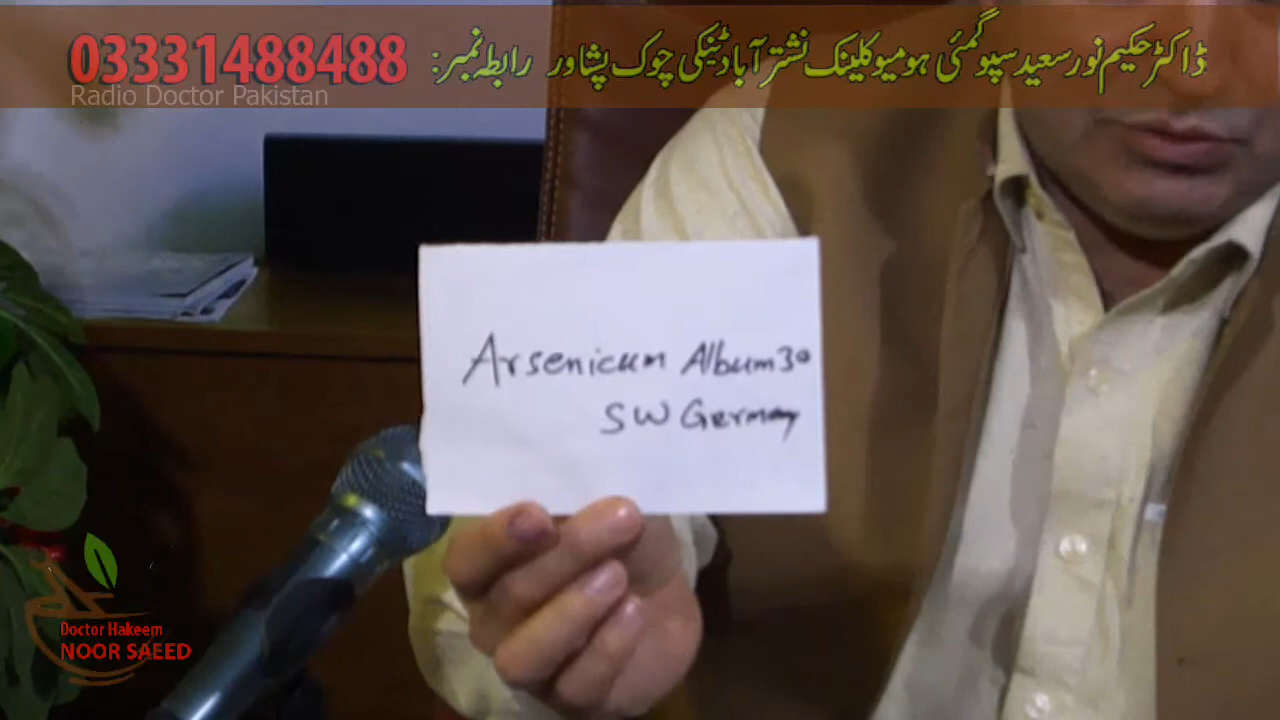 ڈاکٹر حکیم نور سعید سپوگمئی ہومیو کلینک نشتر آباد ٹینکی چوک پشاور رابطہ نمبر: 03331488488
Radio Doctor Pakistan
Arsenicum Album 30
SW Germany
Doctor Hakeem
NOOR SAEED